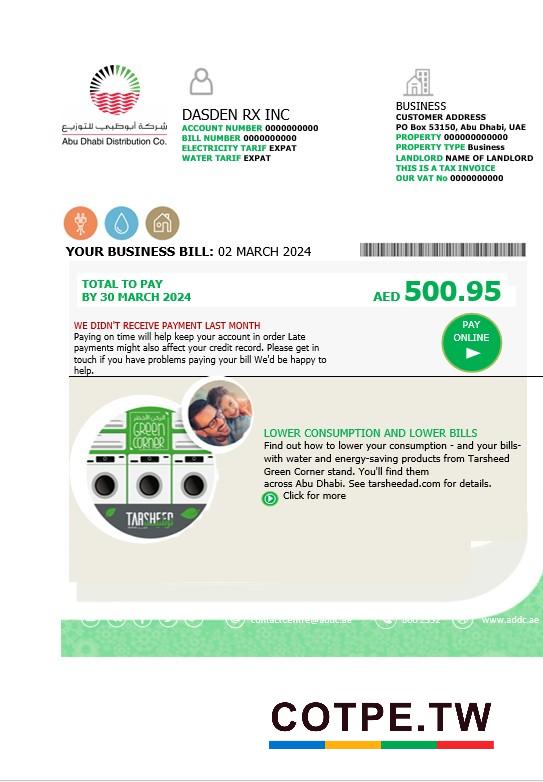 شركة أبوظبي للتوزيع
Abu Dhabi Distribution Co.
DASDEN RX INC
ACCOUNT NUMBER 0000000000
BILL NUMBER 0000000000
ELECTRICITY TARIF EXPAT
WATER TARIF EXPAT
BUSINESS
CUSTOMER ADDRESS
PO Box 53150, Abu Dhabi, UAE
PROPERTY 000000000000
PROPERTY TYPE Business
LANDLORD NAME OF LANDLORD
THIS IS A TAX INVOICE
OUR VAT No 0000000000
YOUR BUSINESS BILL: 02 MARCH 2024
TOTAL TO PAY
BY 30 MARCH 2024
AED 500.95
WE DIDN'T RECEIVE PAYMENT LAST MONTH
Paying on time will help keep your account in order Late
payments might also affect your credit record. Please get in
touch if you have problems paying your bill We'd be happy to
help.
PAY
ONLINE
الركن الأخضر
GREEN
CORNER
TARSHEED
LOWER CONSUMPTION AND LOWER BILLS
Find out how to lower your consumption - and your bills-
with water and energy-saving products from Tarsheed
Green Corner stand. You'll find them
across Abu Dhabi. See tarsheedad.com for details.
Click for more
contactcentre@addc.ae
800 2332
www.addc.ae
COTPE.TW